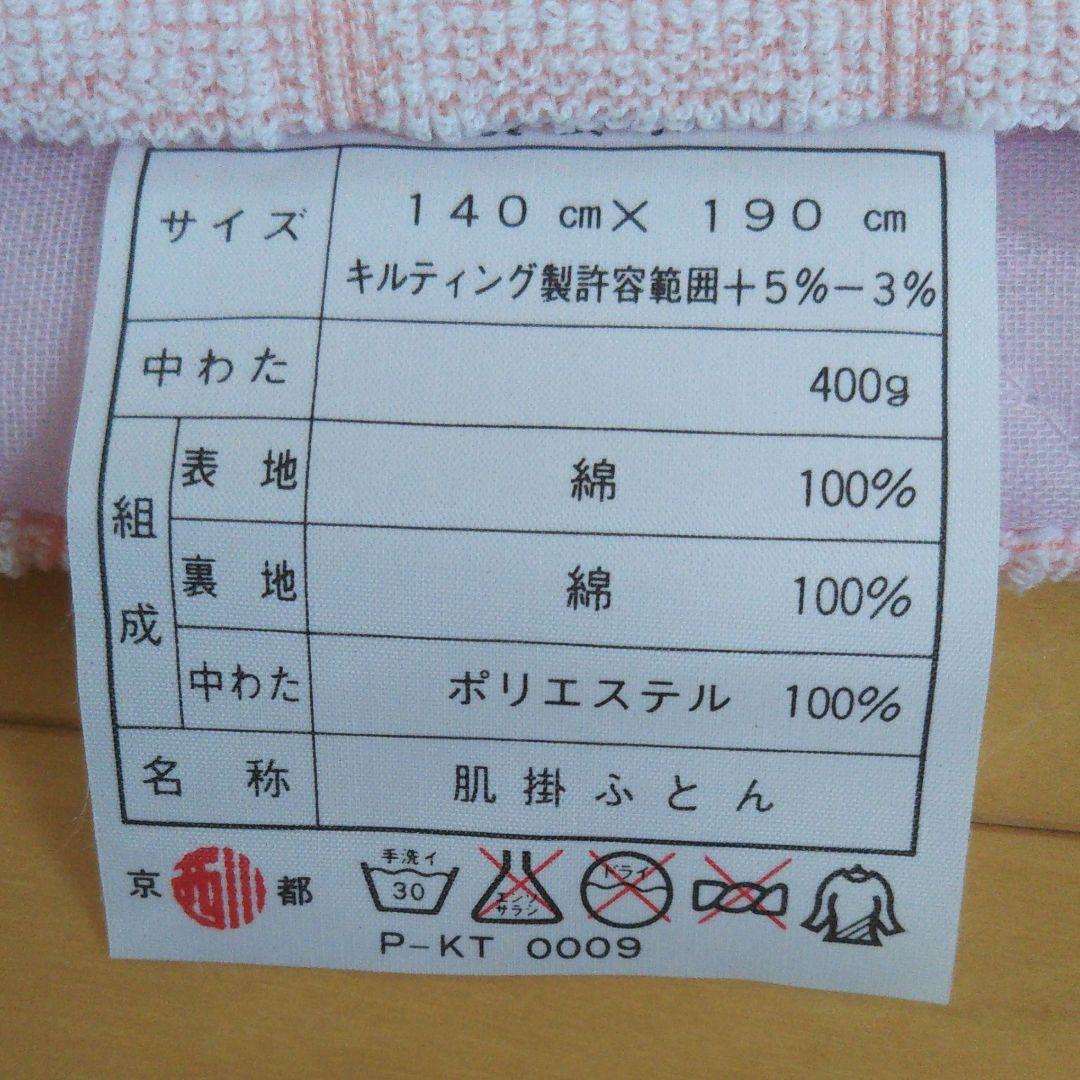 サイズ 140 ㎝× 190 ㎝
キルティング製許容範囲+5%-3%
中わた 400g
組成 表地 綿 100%
裏地 綿 100%
中わた ポリエステル 100%
名称 肌掛ふとん
京 西川 都 手洗イ 30 エンソサラシ ドライ
P-KT 0009